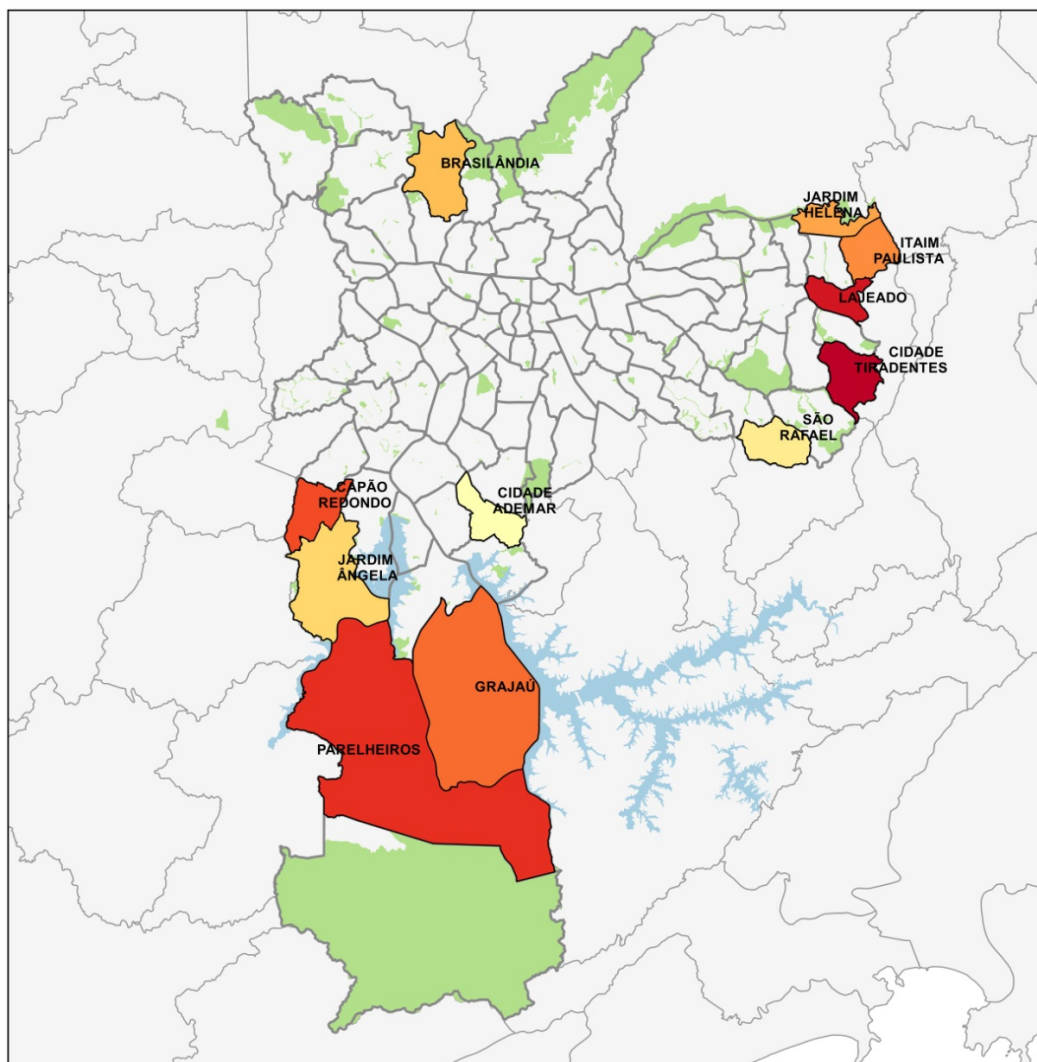 BRASILÂNDIA
JARDIM
HELENA
ITAIM
PAULISTA
LAJEADO
CIDADE
TIRADENTES
SÃO
RAFAEL
CAPÃO
REDONDO
CIDADE
ADEMAR
JARDIM
ÂNGELA
GRAJAÚ
PARELHEIROS